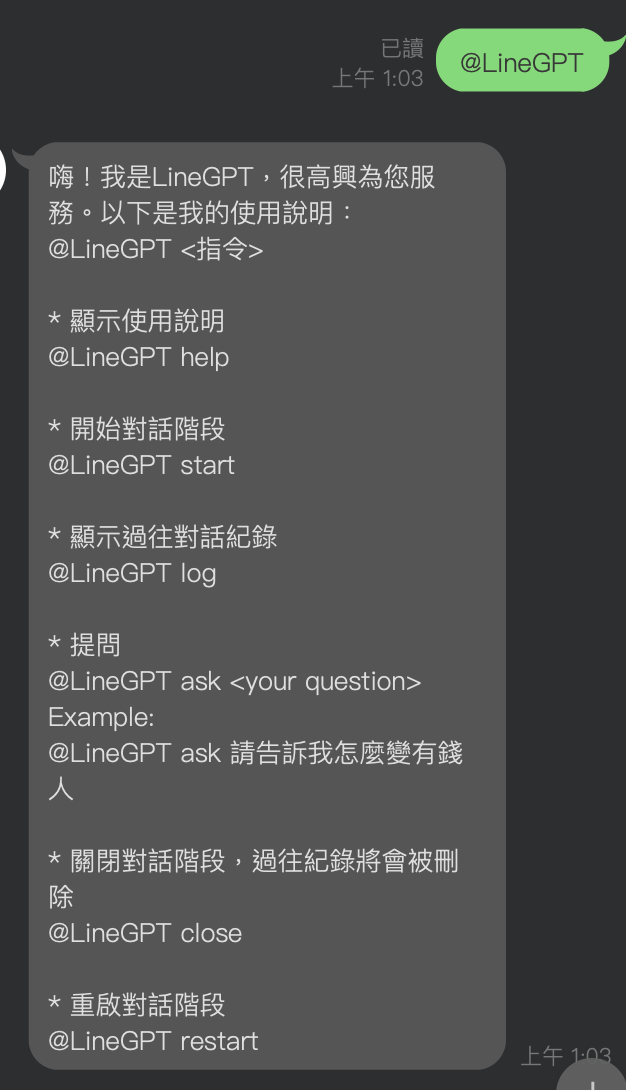 已讀
上午 1:03
@LineGPT
嗨！我是LineGPT，很高興為您服
務。以下是我的使用說明：
@LineGPT <指令>
* 顯示使用說明
@LineGPT help
* 開始對話階段
@LineGPT start
* 顯示過往對話紀錄
@LineGPT log
* 提問
@LineGPT ask <your question>
Example:
@LineGPT ask 請告訴我怎麼變有錢
人
* 關閉對話階段，過往紀錄將會被刪
除
@LineGPT close
* 重啟對話階段
@LineGPT restart
上午 1:03